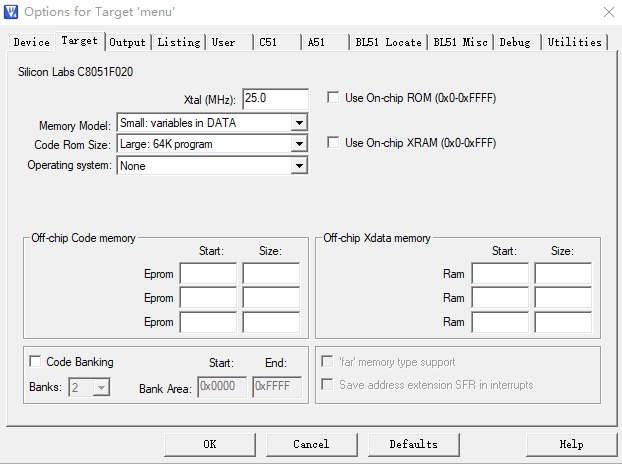 Options for Target 'menu'
Device Target Output Listing User C51 A51 BL51 Locate BL51 Misc Debug Utilities
Silicon Labs C8051F020
Xtal (MHz): 25.0 Use On-chip ROM (0x0-0xFFFF)
Memory Model: Small: variables in DATA
Code Rom Size: Large: 64K program Use On-chip XRAM (0x0-0xFFF)
Operating system: None
Off-chip Code memory
Start: Size:
Eprom
Eprom
Eprom
Off-chip Xdata memory
Start: Size:
Ram
Ram
Ram
Code Banking Start: End:
Banks: 2 Bank Area: 0x0000 0xFFFF
'far' memory type support
Save address extension SFR in interrupts
OK Cancel Defaults Help